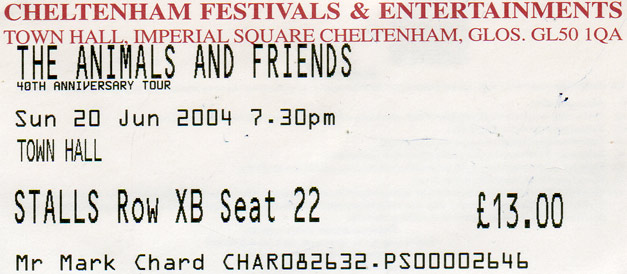 CHELTENHAM FESTIVALS & ENTERTAINMENTS
TOWN HALL, IMPERIAL SQUARE CHELTENHAM, GLOS. GL50 1QA
THE ANIMALS AND FRIENDS
40TH ANNIVERSARY TOUR
Sun 20 Jun 2004 7.30pm
TOWN HALL
STALLS Row XB Seat 22 £13.00
Mr Mark Chard CHAR082632.PS00002646